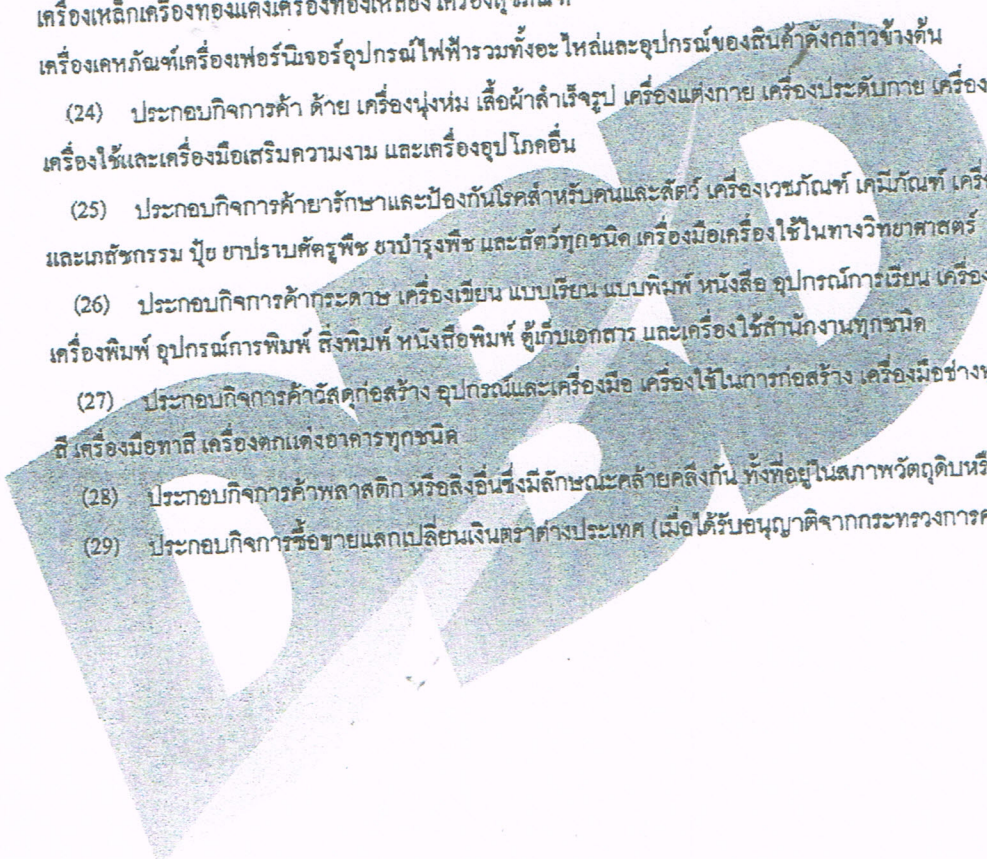 เครื่องเหล็กเครื่องทองแดงเครื่องทองเหลือง เครื่องสุขภัณฑ์
เครื่องเคหภัณฑ์เครื่องเฟอร์นิเจอร์อุปกรณ์ไฟฟ้ารวมทั้งอะไหล่และอุปกรณ์ของสินค้าดังกล่าวข้างต้น
(24) ประกอบกิจการค้า ด้าย เครื่องนุ่งห่ม เสื้อผ้าสำเร็จรูป เครื่องแต่งกาย เครื่องประดับกาย เครื่อง
เครื่องใช้และเครื่องมือเสริมความงาม และเครื่องอุปโภคอื่น
(25) ประกอบกิจการค้ายารักษาและป้องกันโรคสำหรับคนและสัตว์ เครื่องเวชภัณฑ์ เคมีภัณฑ์
และเภสัชกรรม ปุ๋ย ยาปราบศัตรูพืช ยาบำรุงพืช และสัตว์ทุกชนิด เครื่องมือเครื่องใช้ในทางวิทยาศาสตร์
(26) ประกอบกิจการค้ากระดาษ เครื่องเขียน แบบเรียน แบบพิมพ์ หนังสือ อุปกรณ์การเรียน เครื่อง
เครื่องพิมพ์ อุปกรณ์การพิมพ์ สิ่งพิมพ์ หนังสือพิมพ์ ตู้เก็บเอกสาร และเครื่องใช้สำนักงานทุกชนิด
(27) ประกอบกิจการค้าวัสดุก่อสร้าง อุปกรณ์และเครื่องมือ เครื่องใช้ในการก่อสร้าง เครื่องมือช่าง
สี เครื่องมือทาสี เครื่องตกแต่งอาคารทุกชนิด
(28) ประกอบกิจการค้าพลาสติก หรือสิ่งอื่นซึ่งมีลักษณะคล้ายคลึงกัน ทั้งที่อยู่ในสภาพวัตถุดิบหรื
(29) ประกอบกิจการซื้อขายแลกเปลี่ยนเงินตราต่างประเทศ (เมื่อได้รับอนุญาติจากกระทรวงการค
DBD